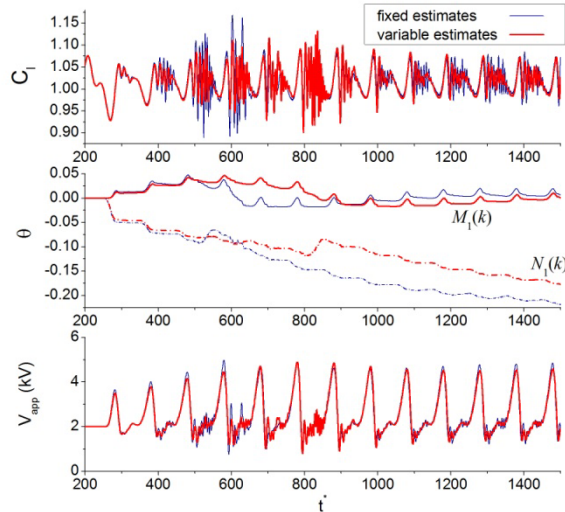 fixed estimates
variable estimates
C_l
1.15
1.10
1.05
1.00
0.95
0.90
200 400 600 800 1000 1200 1400
θ
0.05
0.00
-0.05
-0.10
-0.15
-0.20
M_1(k)
N_1(k)
200 400 600 800 1000 1200 1400
V_app (kV)
6
4
2
0
200 400 600 800 1000 1200 1400
t*